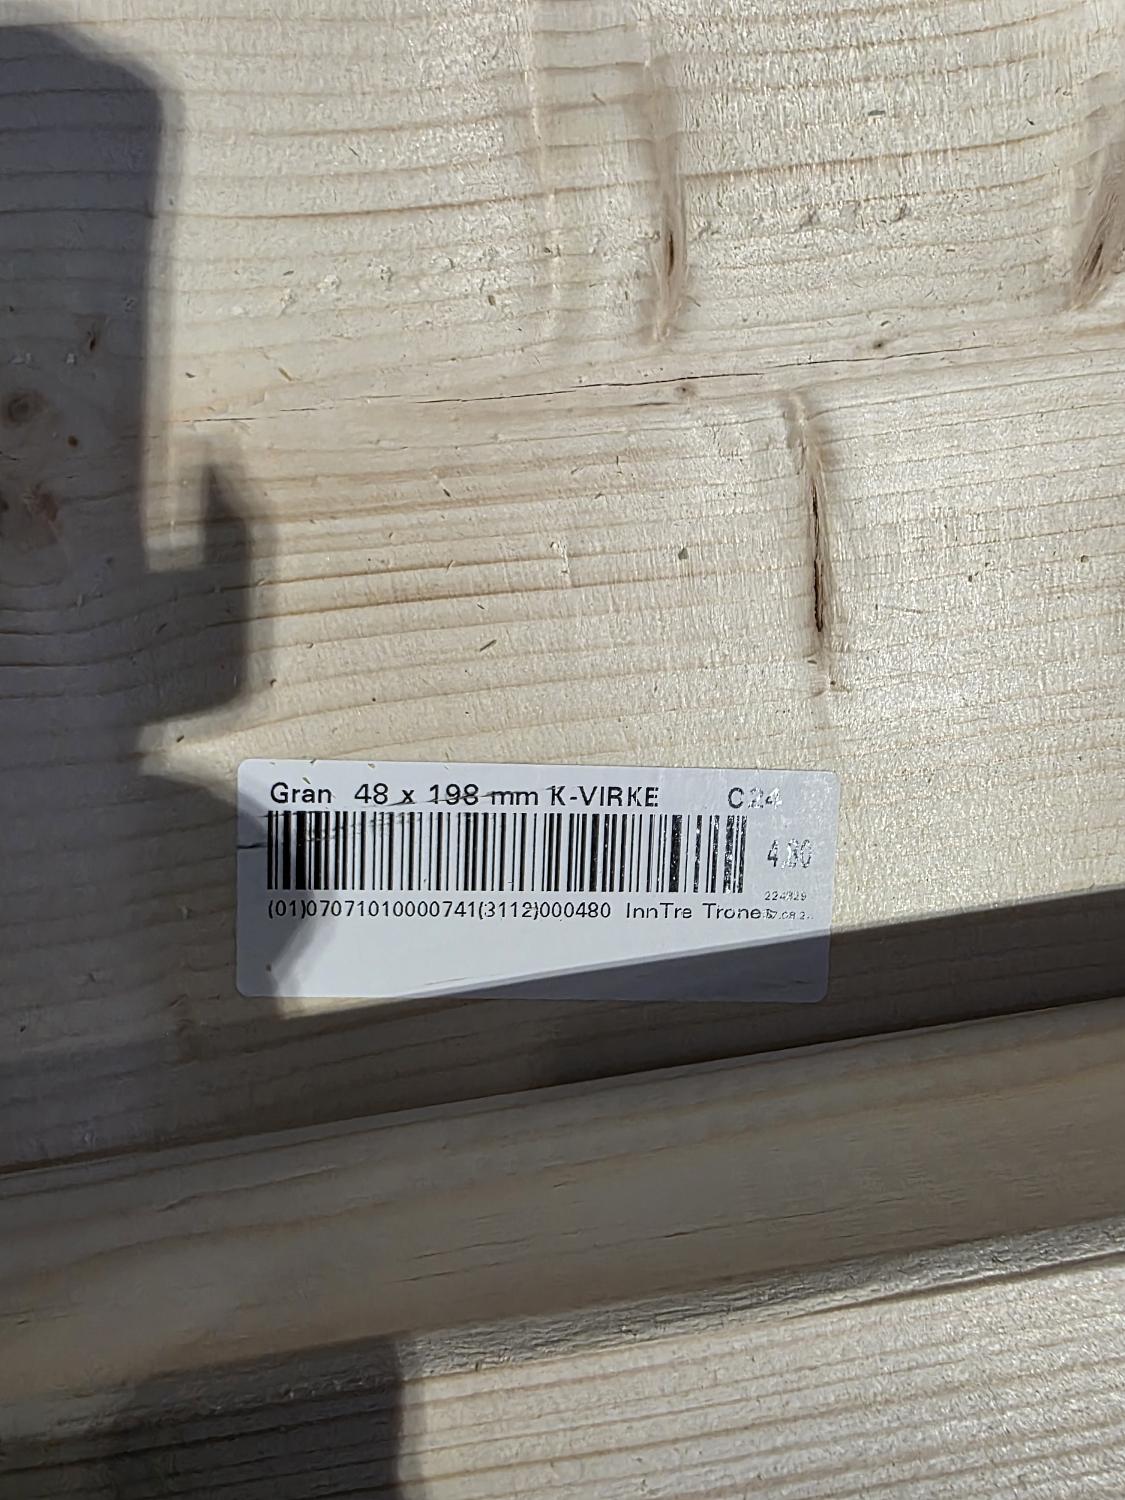 Gran 48 x 198 mm K-VIRKE C24
4,80
(01)07071010000741(3112)000480 InnTre Trones